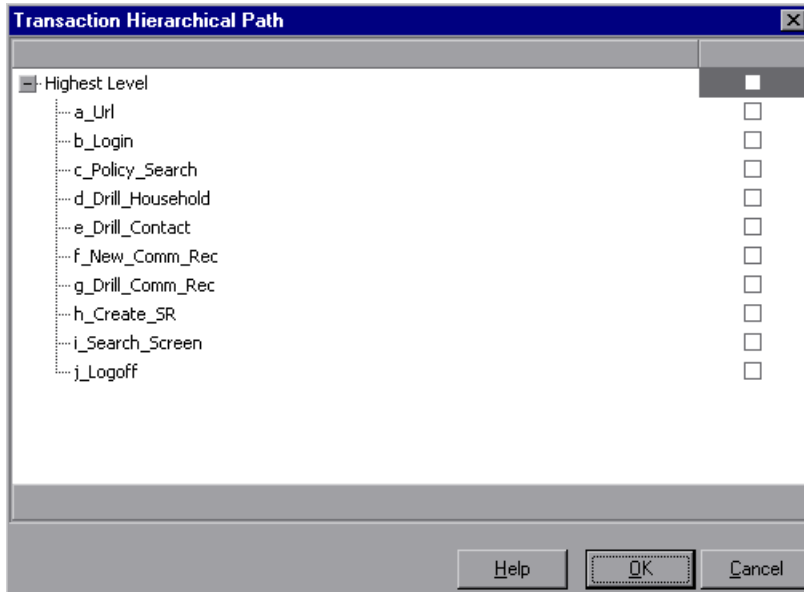 Transaction Hierarchical Path
Highest Level
a_Url
b_Login
c_Policy_Search
d_Drill_Household
e_Drill_Contact
f_New_Comm_Rec
g_Drill_Comm_Rec
h_Create_SR
i_Search_Screen
j_Logoff
Help OK Cancel